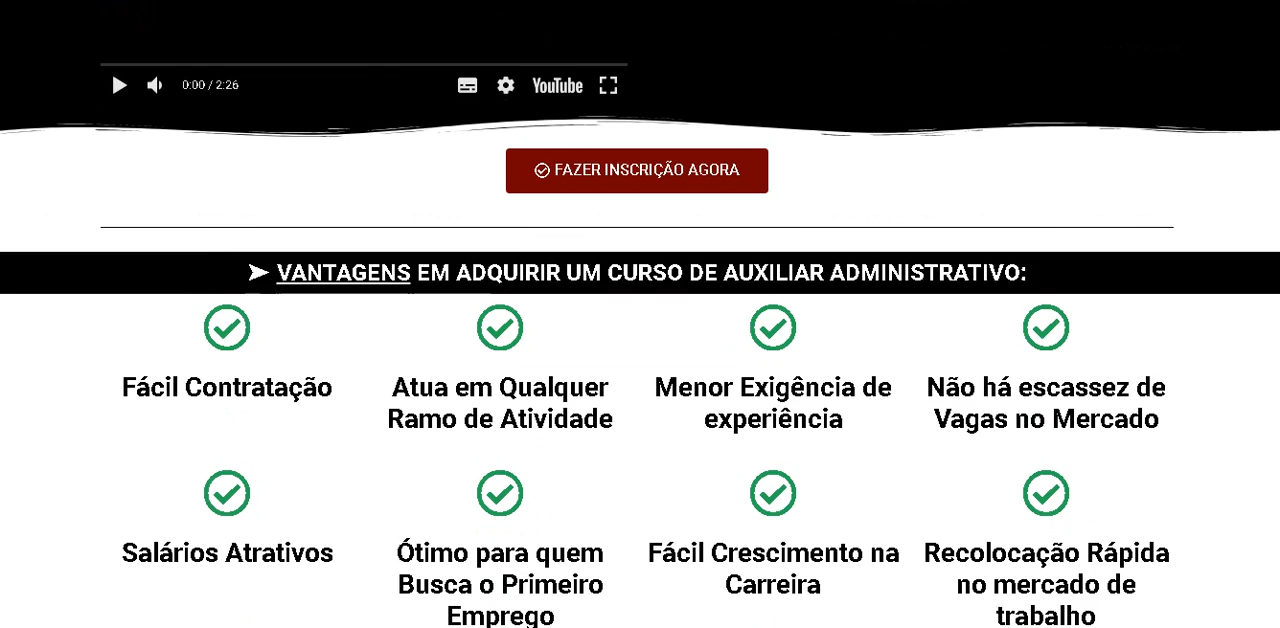 0:00 / 2:26
YouTube
FAZER INSCRIÇÃO AGORA
➤ VANTAGENS EM ADQUIRIR UM CURSO DE AUXILIAR ADMINISTRATIVO:
Fácil Contratação
Atua em Qualquer
Ramo de Atividade
Menor Exigência de
experiência
Não há escassez de
Vagas no Mercado
Salários Atrativos
Ótimo para quem
Busca o Primeiro
Emprego
Fácil Crescimento na
Carreira
Recolocação Rápida
no mercado de
trabalho